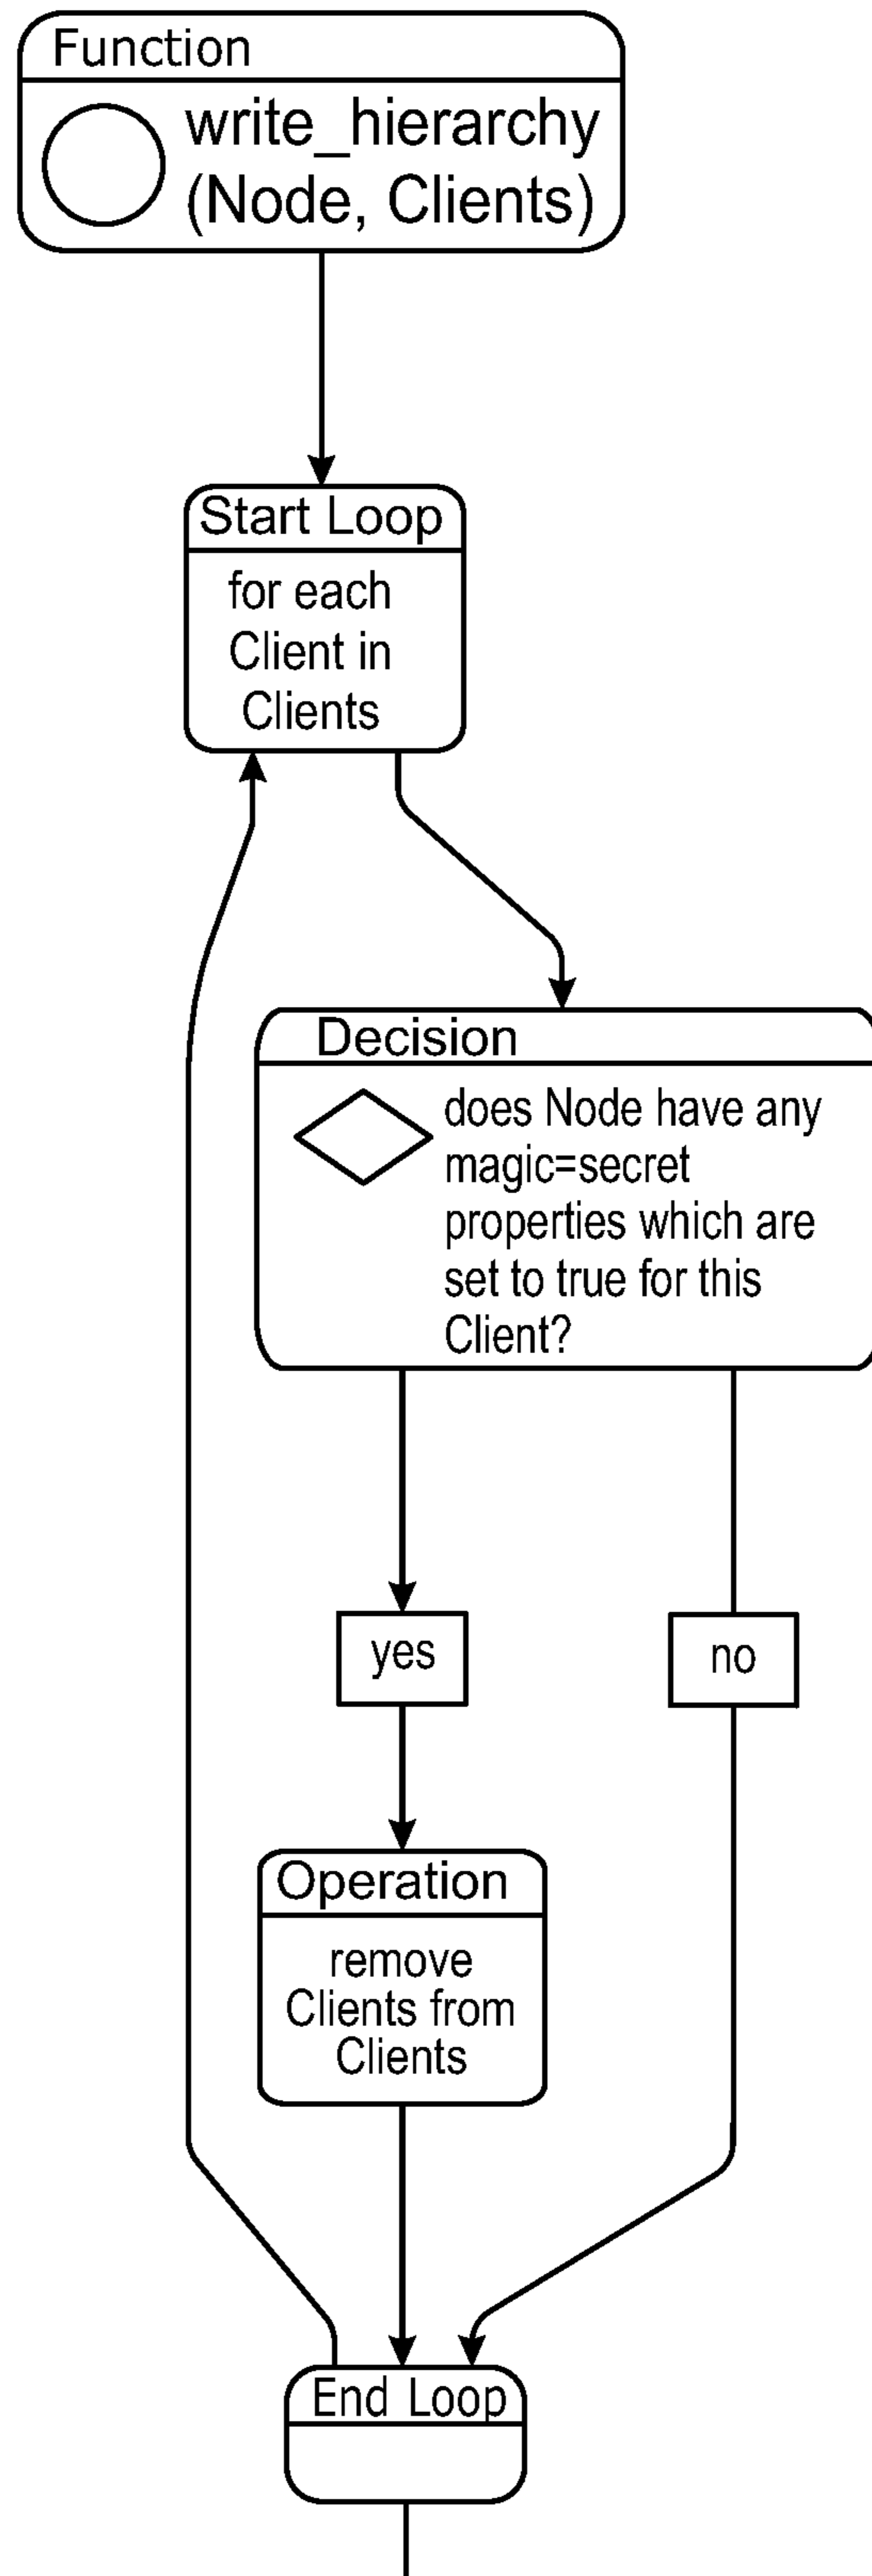 Function
write_hierarchy
(Node, Clients)
Start Loop
for each
Client in
Clients
Decision
does Node have any
magic=secret
properties which are
set to true for this
Client?
yes
no
Operation
remove
Clients from
Clients
End Loop